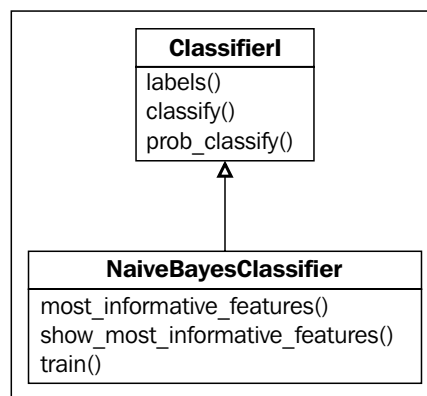 ClassifierI
labels()
classify()
prob_classify()
NaiveBayesClassifier
most_informative_features()
show_most_informative_features()
train()